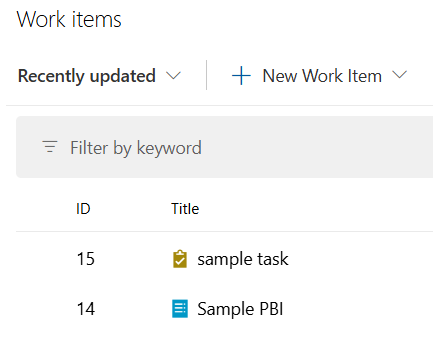 Work items
Recently updated New Work Item
Filter by keyword
ID Title
15 sample task
14 Sample PBI